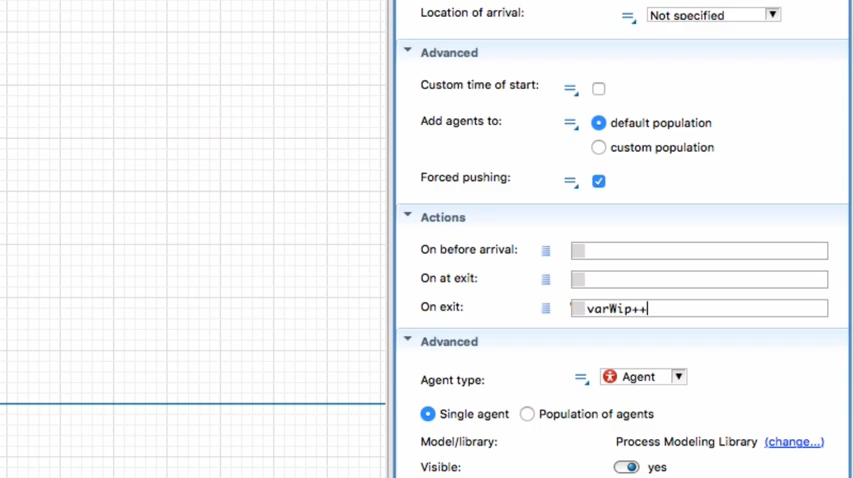 Location of arrival: Not specified
Advanced
Custom time of start:
Add agents to: default population
custom population
Forced pushing:
Actions
On before arrival:
On at exit:
On exit: varWip++
Advanced
Agent type: Agent
Single agent Population of agents
Model/library: Process Modeling Library (change...)
Visible: yes